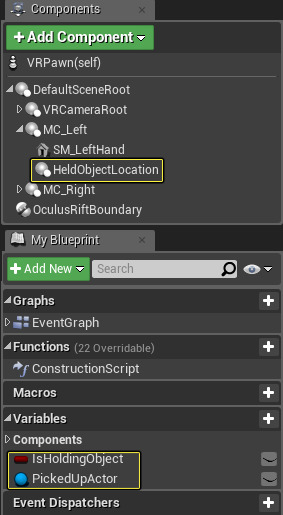 Components
+ Add Component
VRPawn(self)
DefaultSceneRoot
VRCameraRoot
MC_Left
SM_LeftHand
HeldObjectLocation
MC_Right
OculusRiftBoundary
My Blueprint
+ Add New
Search
Graphs
EventGraph
Functions (22 Overridable)
ConstructionScript
Macros
Variables
Components
IsHoldingObject
PickedUpActor
Event Dispatchers